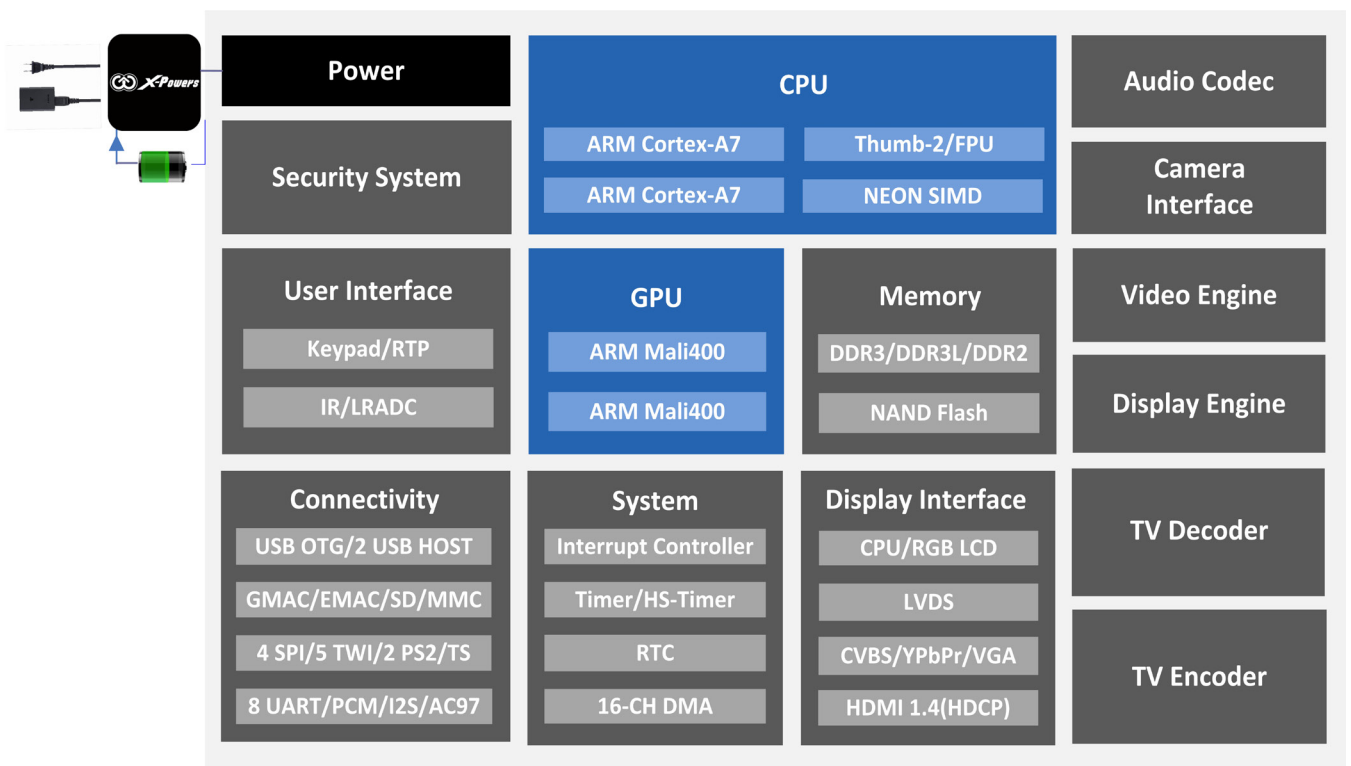 X-Powers
Power
Security System
CPU
ARM Cortex-A7
Thumb-2/FPU
ARM Cortex-A7
NEON SIMD
Audio Codec
Camera
Interface
User Interface
Keypad/RTP
IR/LRADC
GPU
ARM Mali400
ARM Mali400
Memory
DDR3/DDR3L/DDR2
NAND Flash
Video Engine
Display Engine
Connectivity
USB OTG/2 USB HOST
GMAC/EMAC/SD/MMC
4 SPI/5 TWI/2 PS2/TS
8 UART/PCM/I2S/AC97
System
Interrupt Controller
Timer/HS-Timer
RTC
16-CH DMA
Display Interface
CPU/RGB LCD
LVDS
CVBS/YPbPr/VGA
HDMI 1.4(HDCP)
TV Decoder
TV Encoder